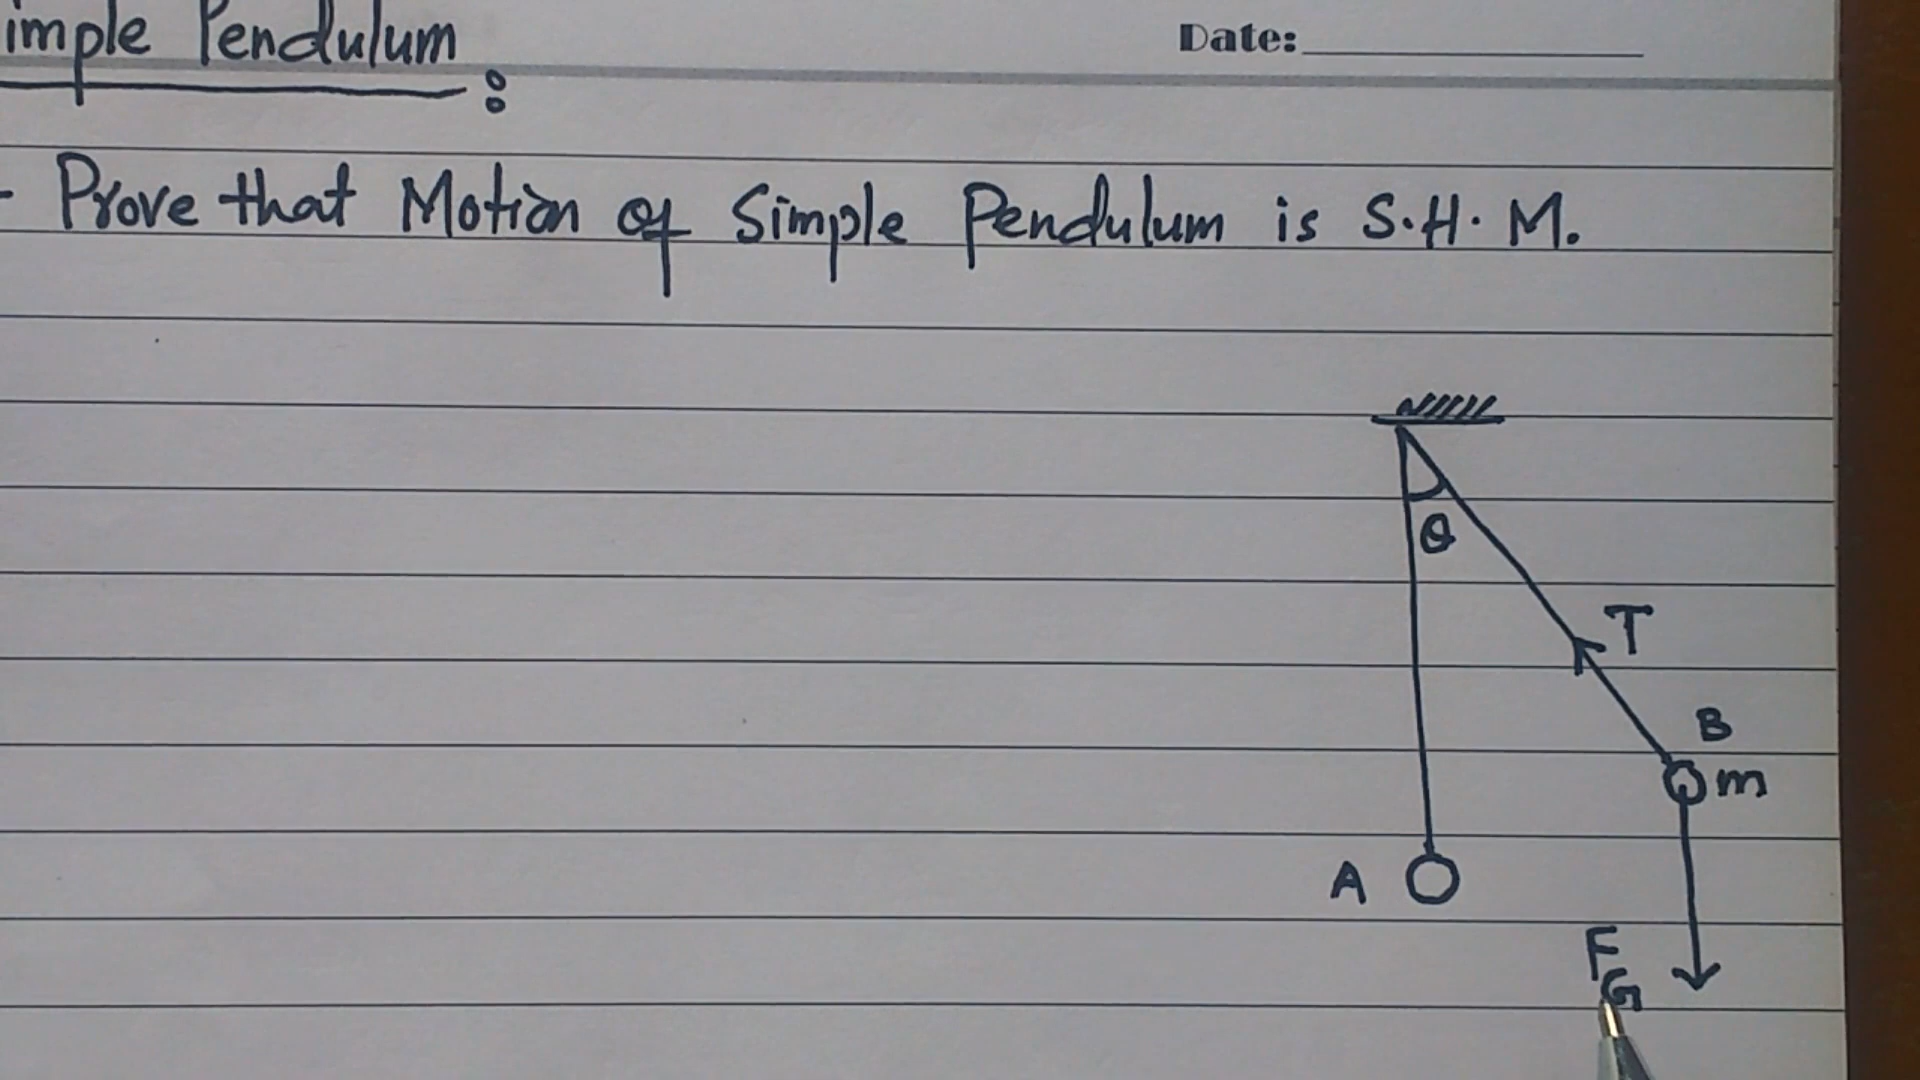 imple Pendulum :
Date:
- Prove that Motion of Simple Pendulum is S.H.M.
θ
T
B
m
A
FG